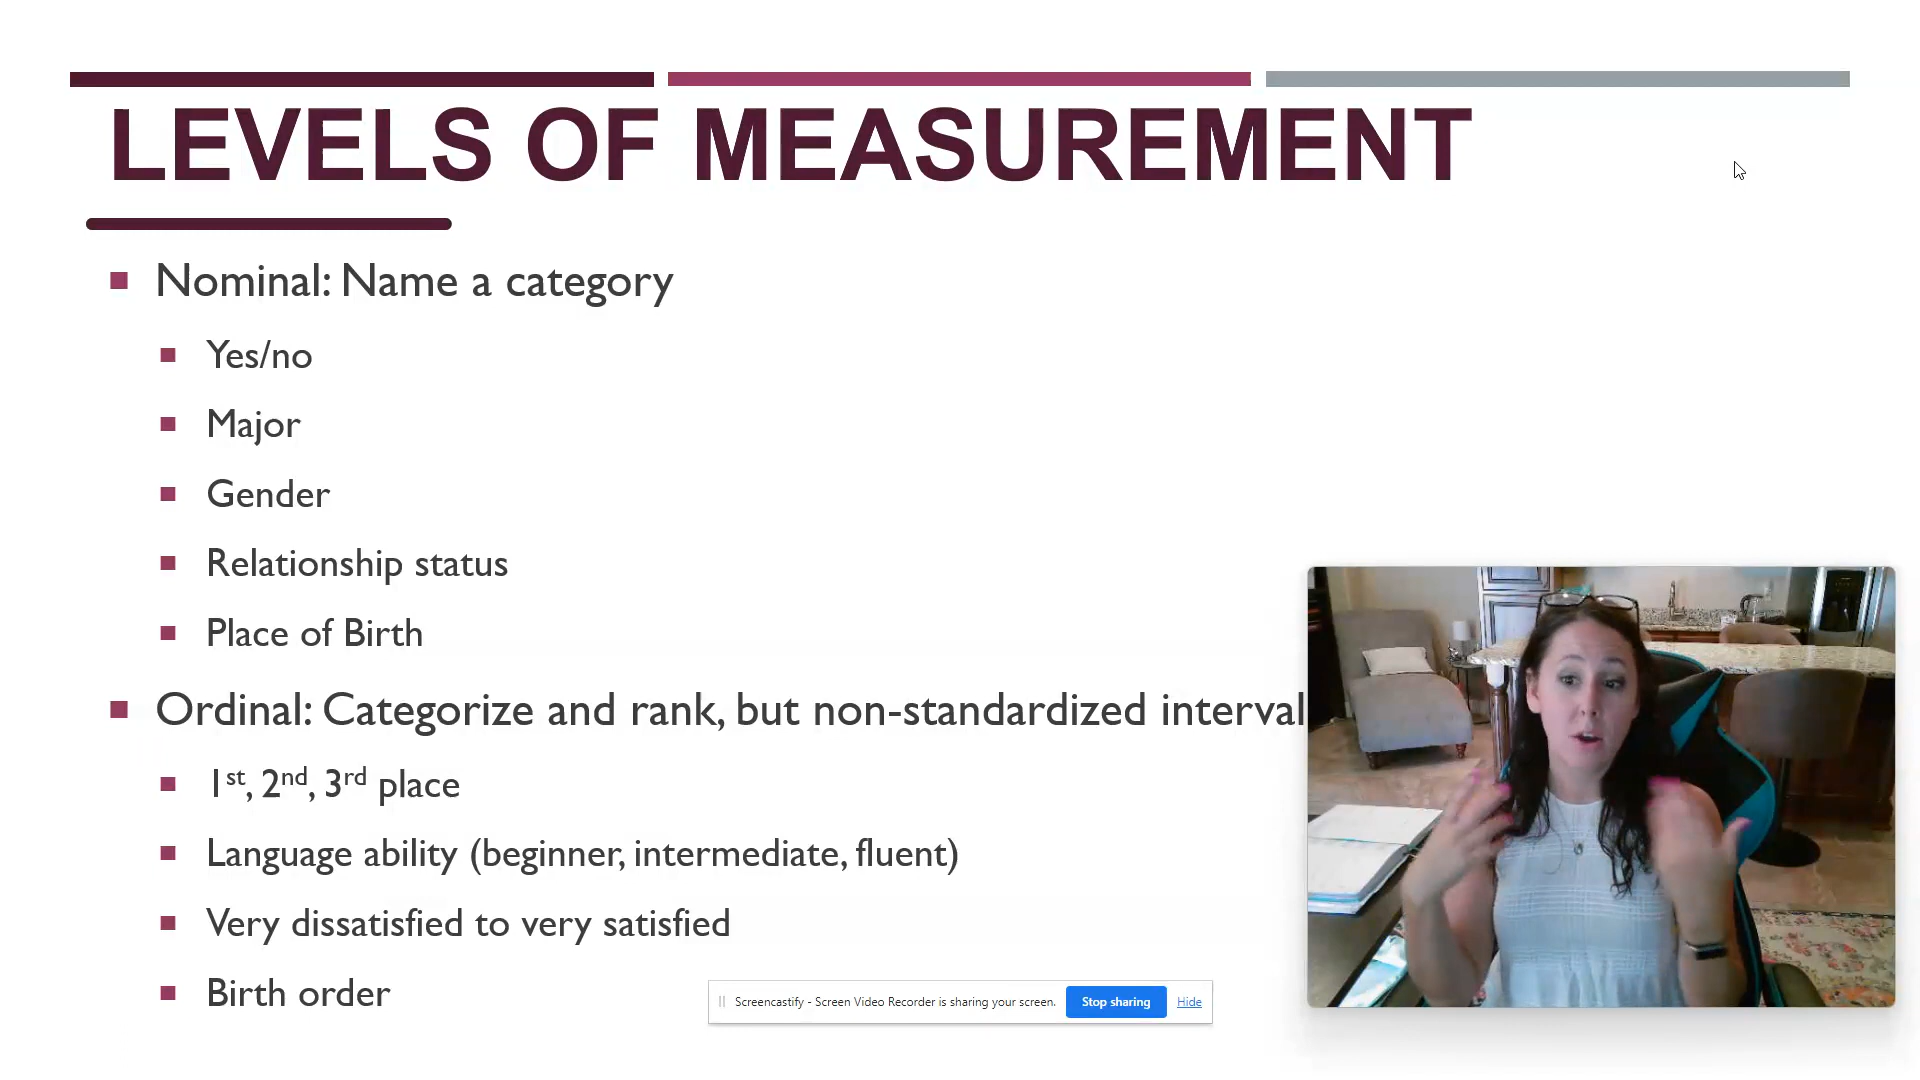 LEVELS OF MEASUREMENT
Nominal: Name a category
Yes/no
Major
Gender
Relationship status
Place of Birth
Ordinal: Categorize and rank, but non-standardized interval
1st, 2nd, 3rd place
Language ability (beginner, intermediate, fluent)
Very dissatisfied to very satisfied
Birth order
Screencastify - Screen Video Recorder is sharing your screen. Stop sharing Hide